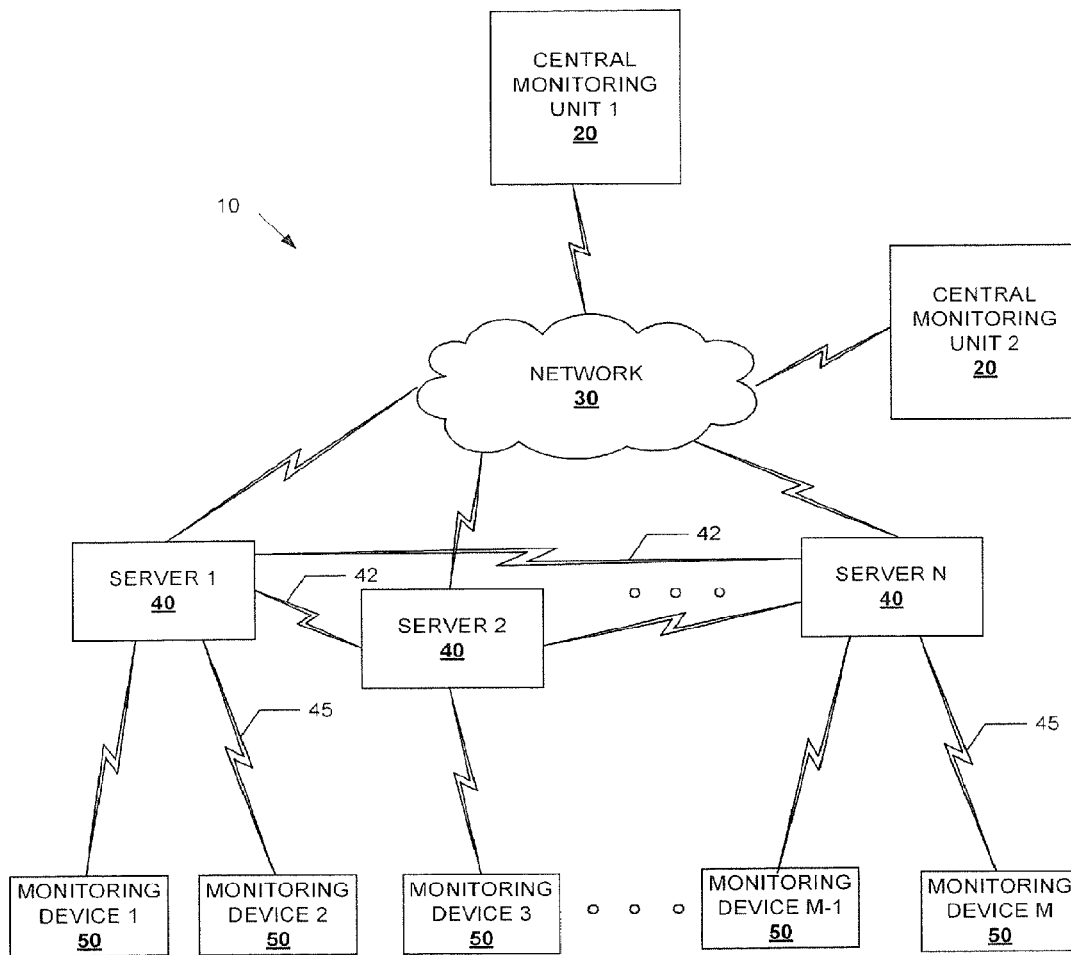 CENTRAL
MONITORING
UNIT 1
20
10
CENTRAL
MONITORING
UNIT 2
20
NETWORK
30
SERVER 1
40
42
SERVER 2
40
42
SERVER N
40
45
45
MONITORING
DEVICE 1
50
MONITORING
DEVICE 2
50
MONITORING
DEVICE 3
50
MONITORING
DEVICE M-1
50
MONITORING
DEVICE M
50